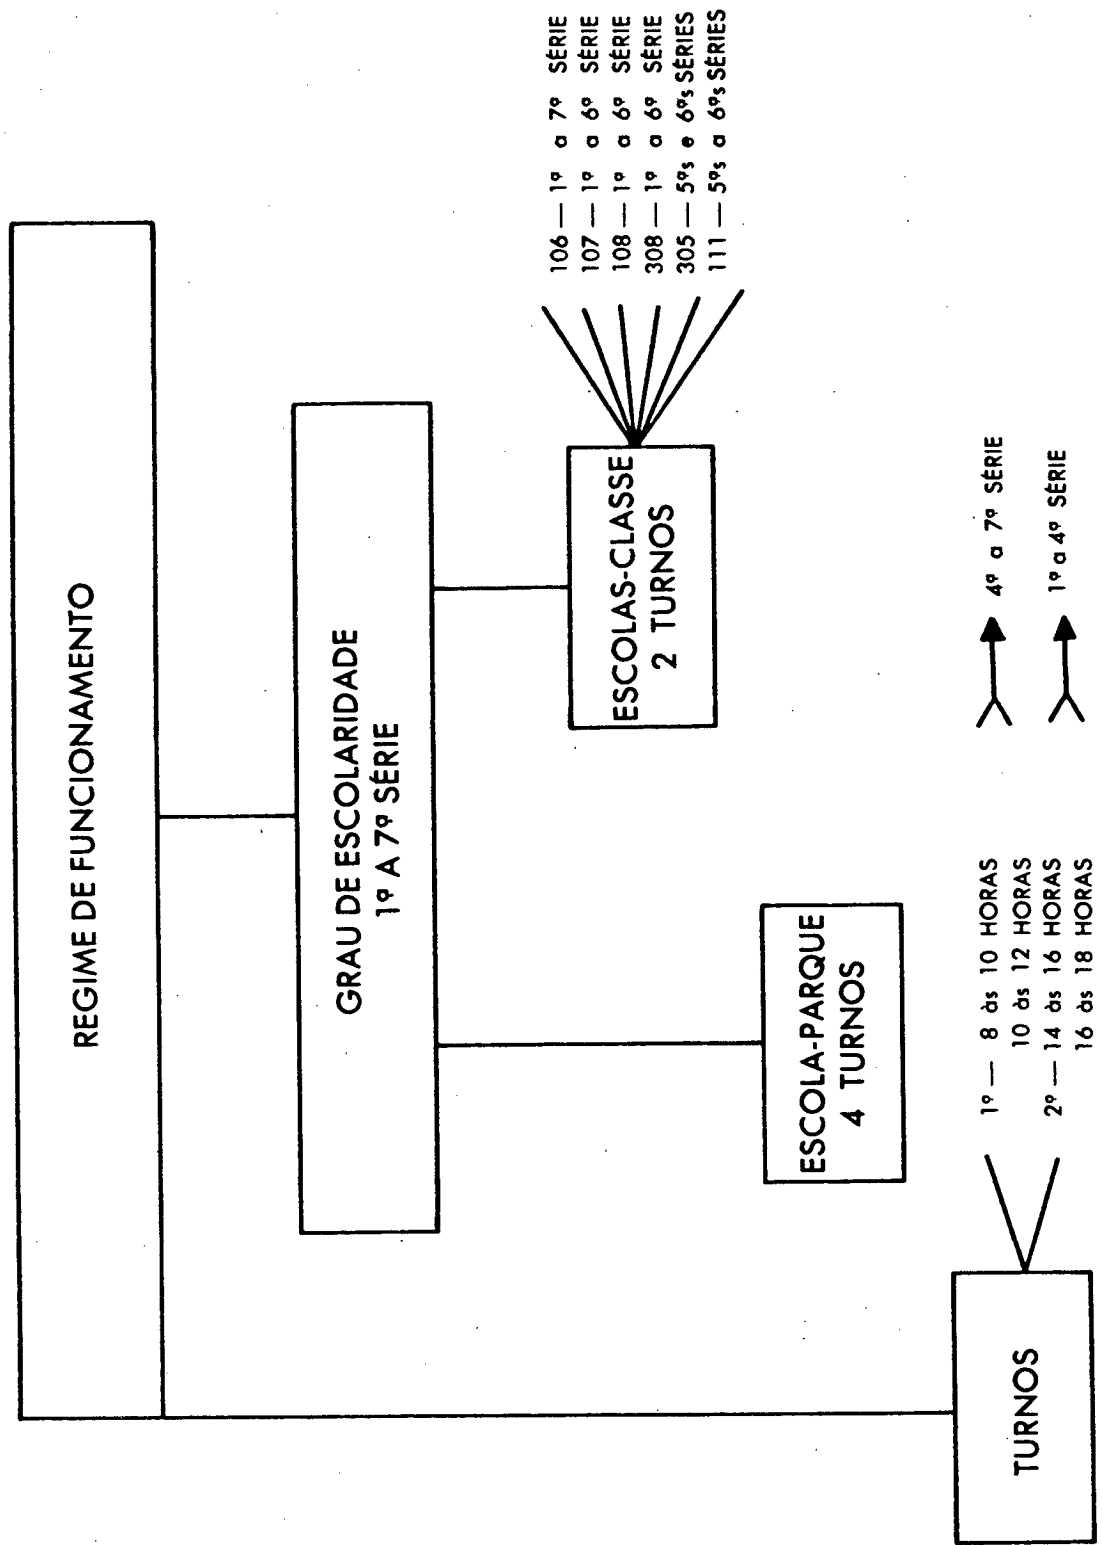 REGIME DE FUNCIONAMENTO
GRAU DE ESCOLARIDADE
1º A 7º SÉRIE
ESCOLAS-CLASSE
2 TURNOS
106 — 1º a 7º SÉRIE
107 — 1º a 6º SÉRIE
108 — 1º a 6º SÉRIE
308 — 1º a 6º SÉRIE
305 — 5ºs e 6ºs SÉRIES
111 — 5ºs a 6ºs SÉRIES
ESCOLA-PARQUE
4 TURNOS
TURNOS
1º — 8 às 10 HORAS
10 às 12 HORAS
2º — 14 às 16 HORAS
16 às 18 HORAS
4º a 7º SÉRIE
1º a 4º SÉRIE